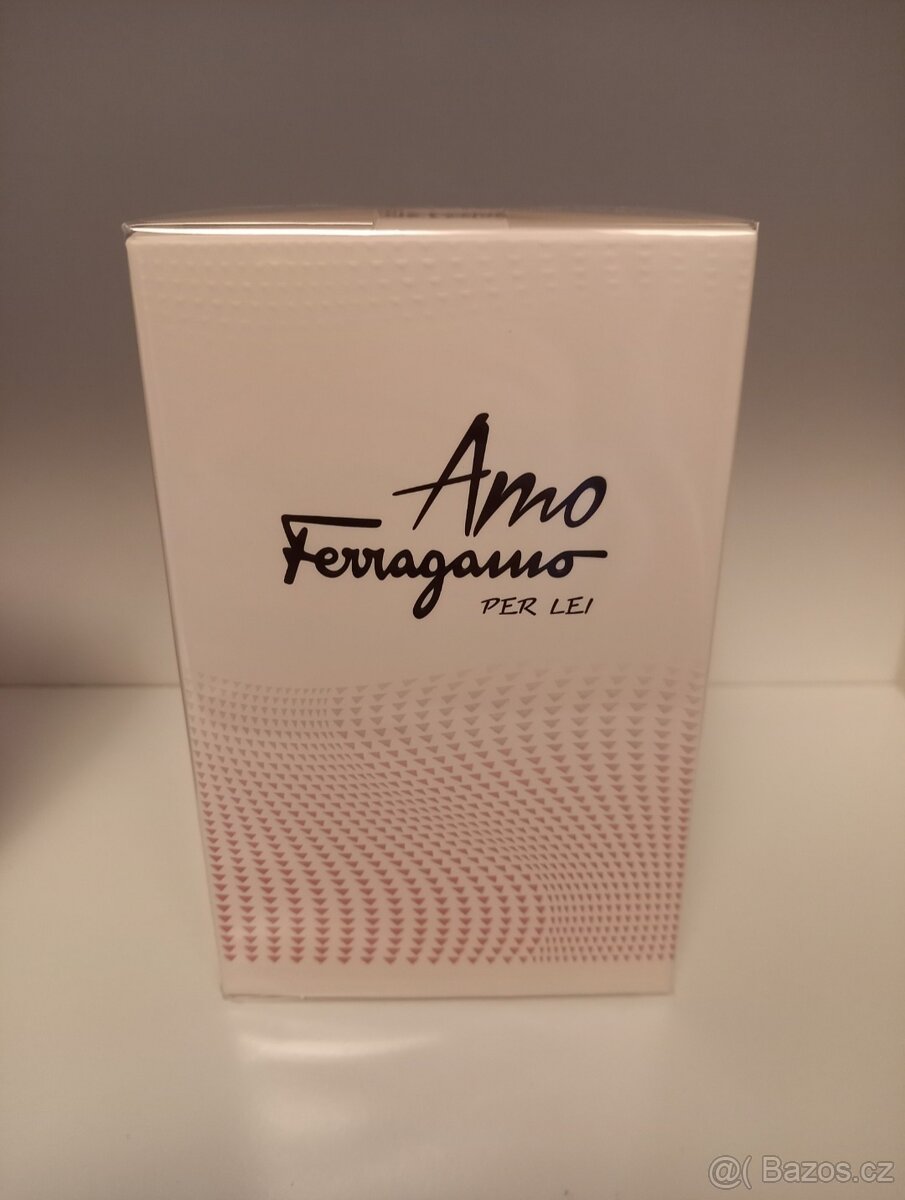 Amo
Ferragamo
PER LEI
@( Bazos.cz